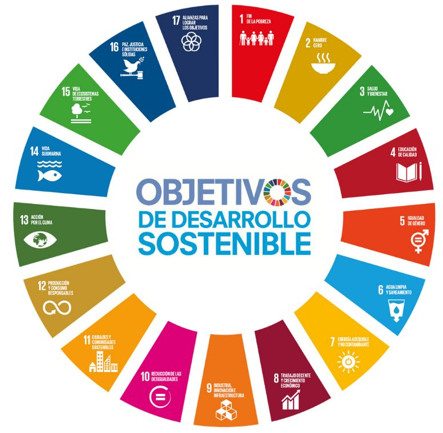 OBJETIVOS
DE DESARROLLO
SOSTENIBLE
1 FIN
DE LA POBREZA
2 HAMBRE
CERO
3 SALUD
Y BIENESTAR
4 EDUCACIÓN
DE CALIDAD
5 IGUALDAD
DE GÉNERO
6 AGUA LIMPIA
Y SANEAMIENTO
7 ENERGÍA ASEQUIBLE
Y NO CONTAMINANTE
8 TRABAJO DECENTE
Y CRECIMIENTO
ECONÓMICO
9 INDUSTRIA,
INNOVACIÓN E
INFRAESTRUCTURA
10 REDUCCIÓN DE LAS
DESIGUALDADES
11 CIUDADES Y
COMUNIDADES
SOSTENIBLES
12 PRODUCCIÓN
Y CONSUMO
RESPONSABLES
13 ACCIÓN
POR EL CLIMA
14 VIDA
SUBMARINA
15 VIDA
DE ECOSISTEMAS
TERRESTRES
16 PAZ, JUSTICIA
E INSTITUCIONES
SÓLIDAS
17 ALIANZAS PARA
LOGRAR
LOS OBJETIVOS